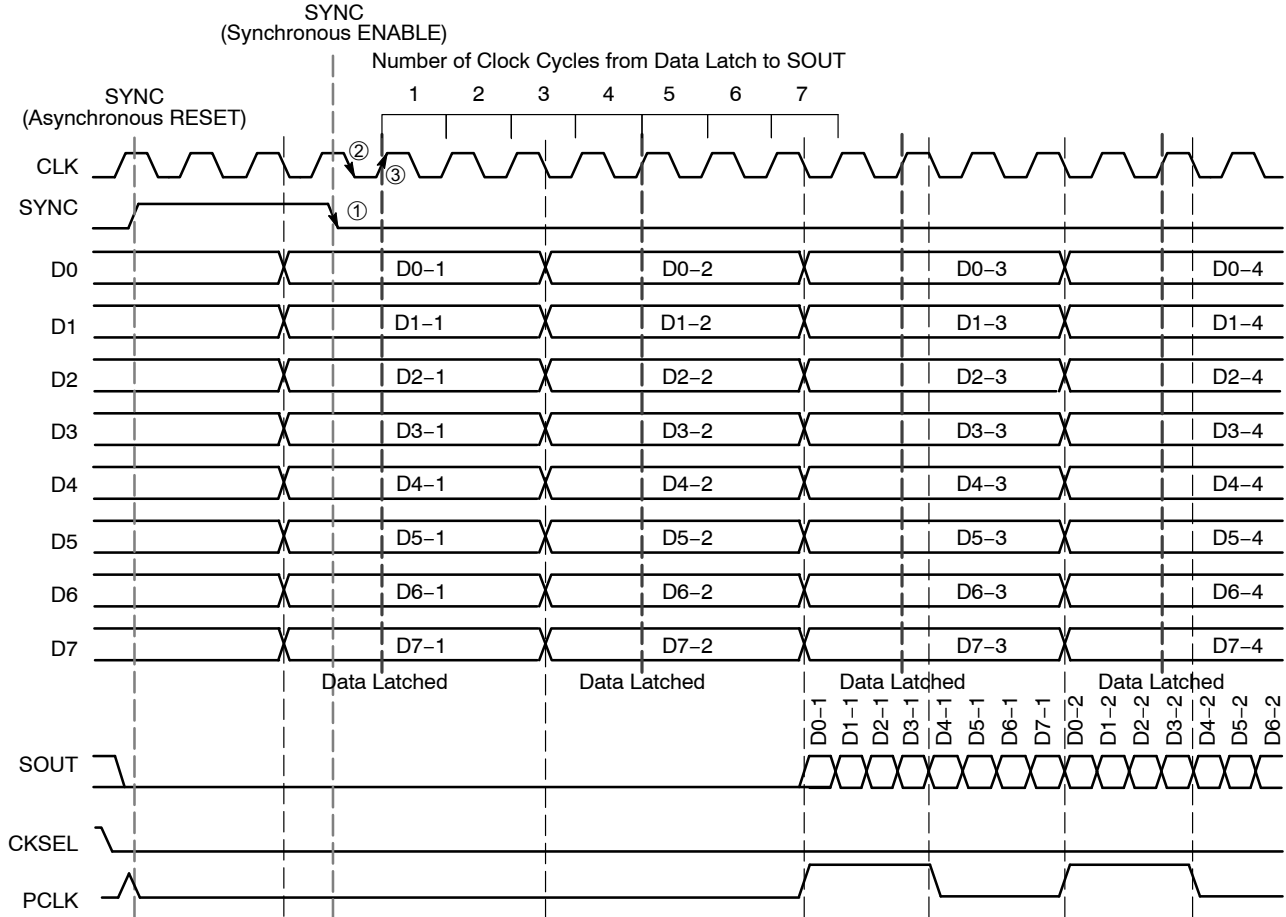 SYNC
(Synchronous ENABLE)
Number of Clock Cycles from Data Latch to SOUT
SYNC
(Asynchronous RESET)
1 2 3 4 5 6 7
CLK ② ③
SYNC ①
D0 D0−1 D0−2 D0−3 D0−4
D1 D1−1 D1−2 D1−3 D1−4
D2 D2−1 D2−2 D2−3 D2−4
D3 D3−1 D3−2 D3−3 D3−4
D4 D4−1 D4−2 D4−3 D4−4
D5 D5−1 D5−2 D5−3 D5−4
D6 D6−1 D6−2 D6−3 D6−4
D7 D7−1 D7−2 D7−3 D7−4
Data Latched Data Latched Data Latched Data Latched
D0−1 D1−1 D2−1 D3−1 D4−1 D5−1 D6−1 D7−1 D0−2 D1−2 D2−2 D3−2 D4−2 D5−2 D6−2
SOUT
CKSEL
PCLK